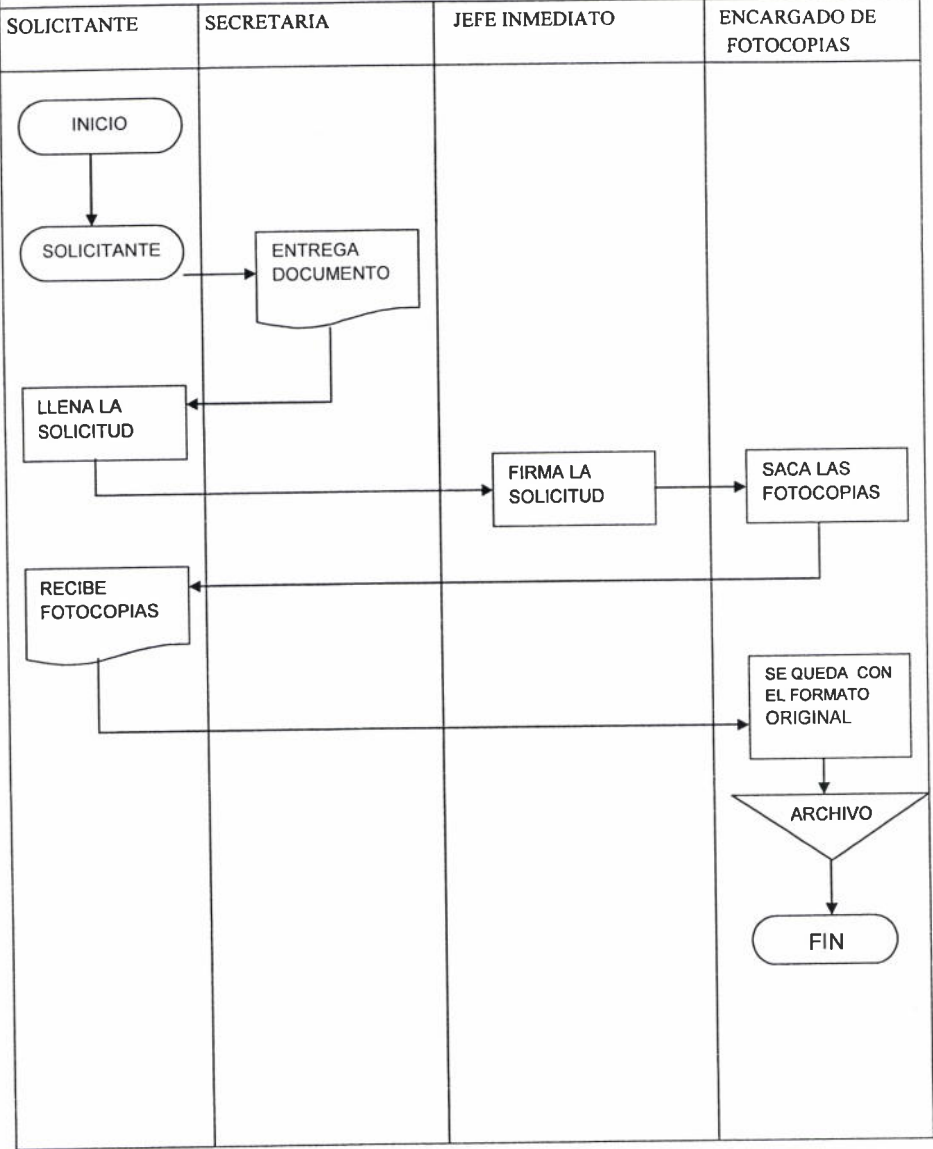 SOLICITANTE
SECRETARIA
JEFE INMEDIATO
ENCARGADO DE
FOTOCOPIAS
INICIO
SOLICITANTE
ENTREGA
DOCUMENTO
LLENA LA
SOLICITUD
FIRMA LA
SOLICITUD
SACA LAS
FOTOCOPIAS
RECIBE
FOTOCOPIAS
SE QUEDA CON
EL FORMATO
ORIGINAL
ARCHIVO
FIN